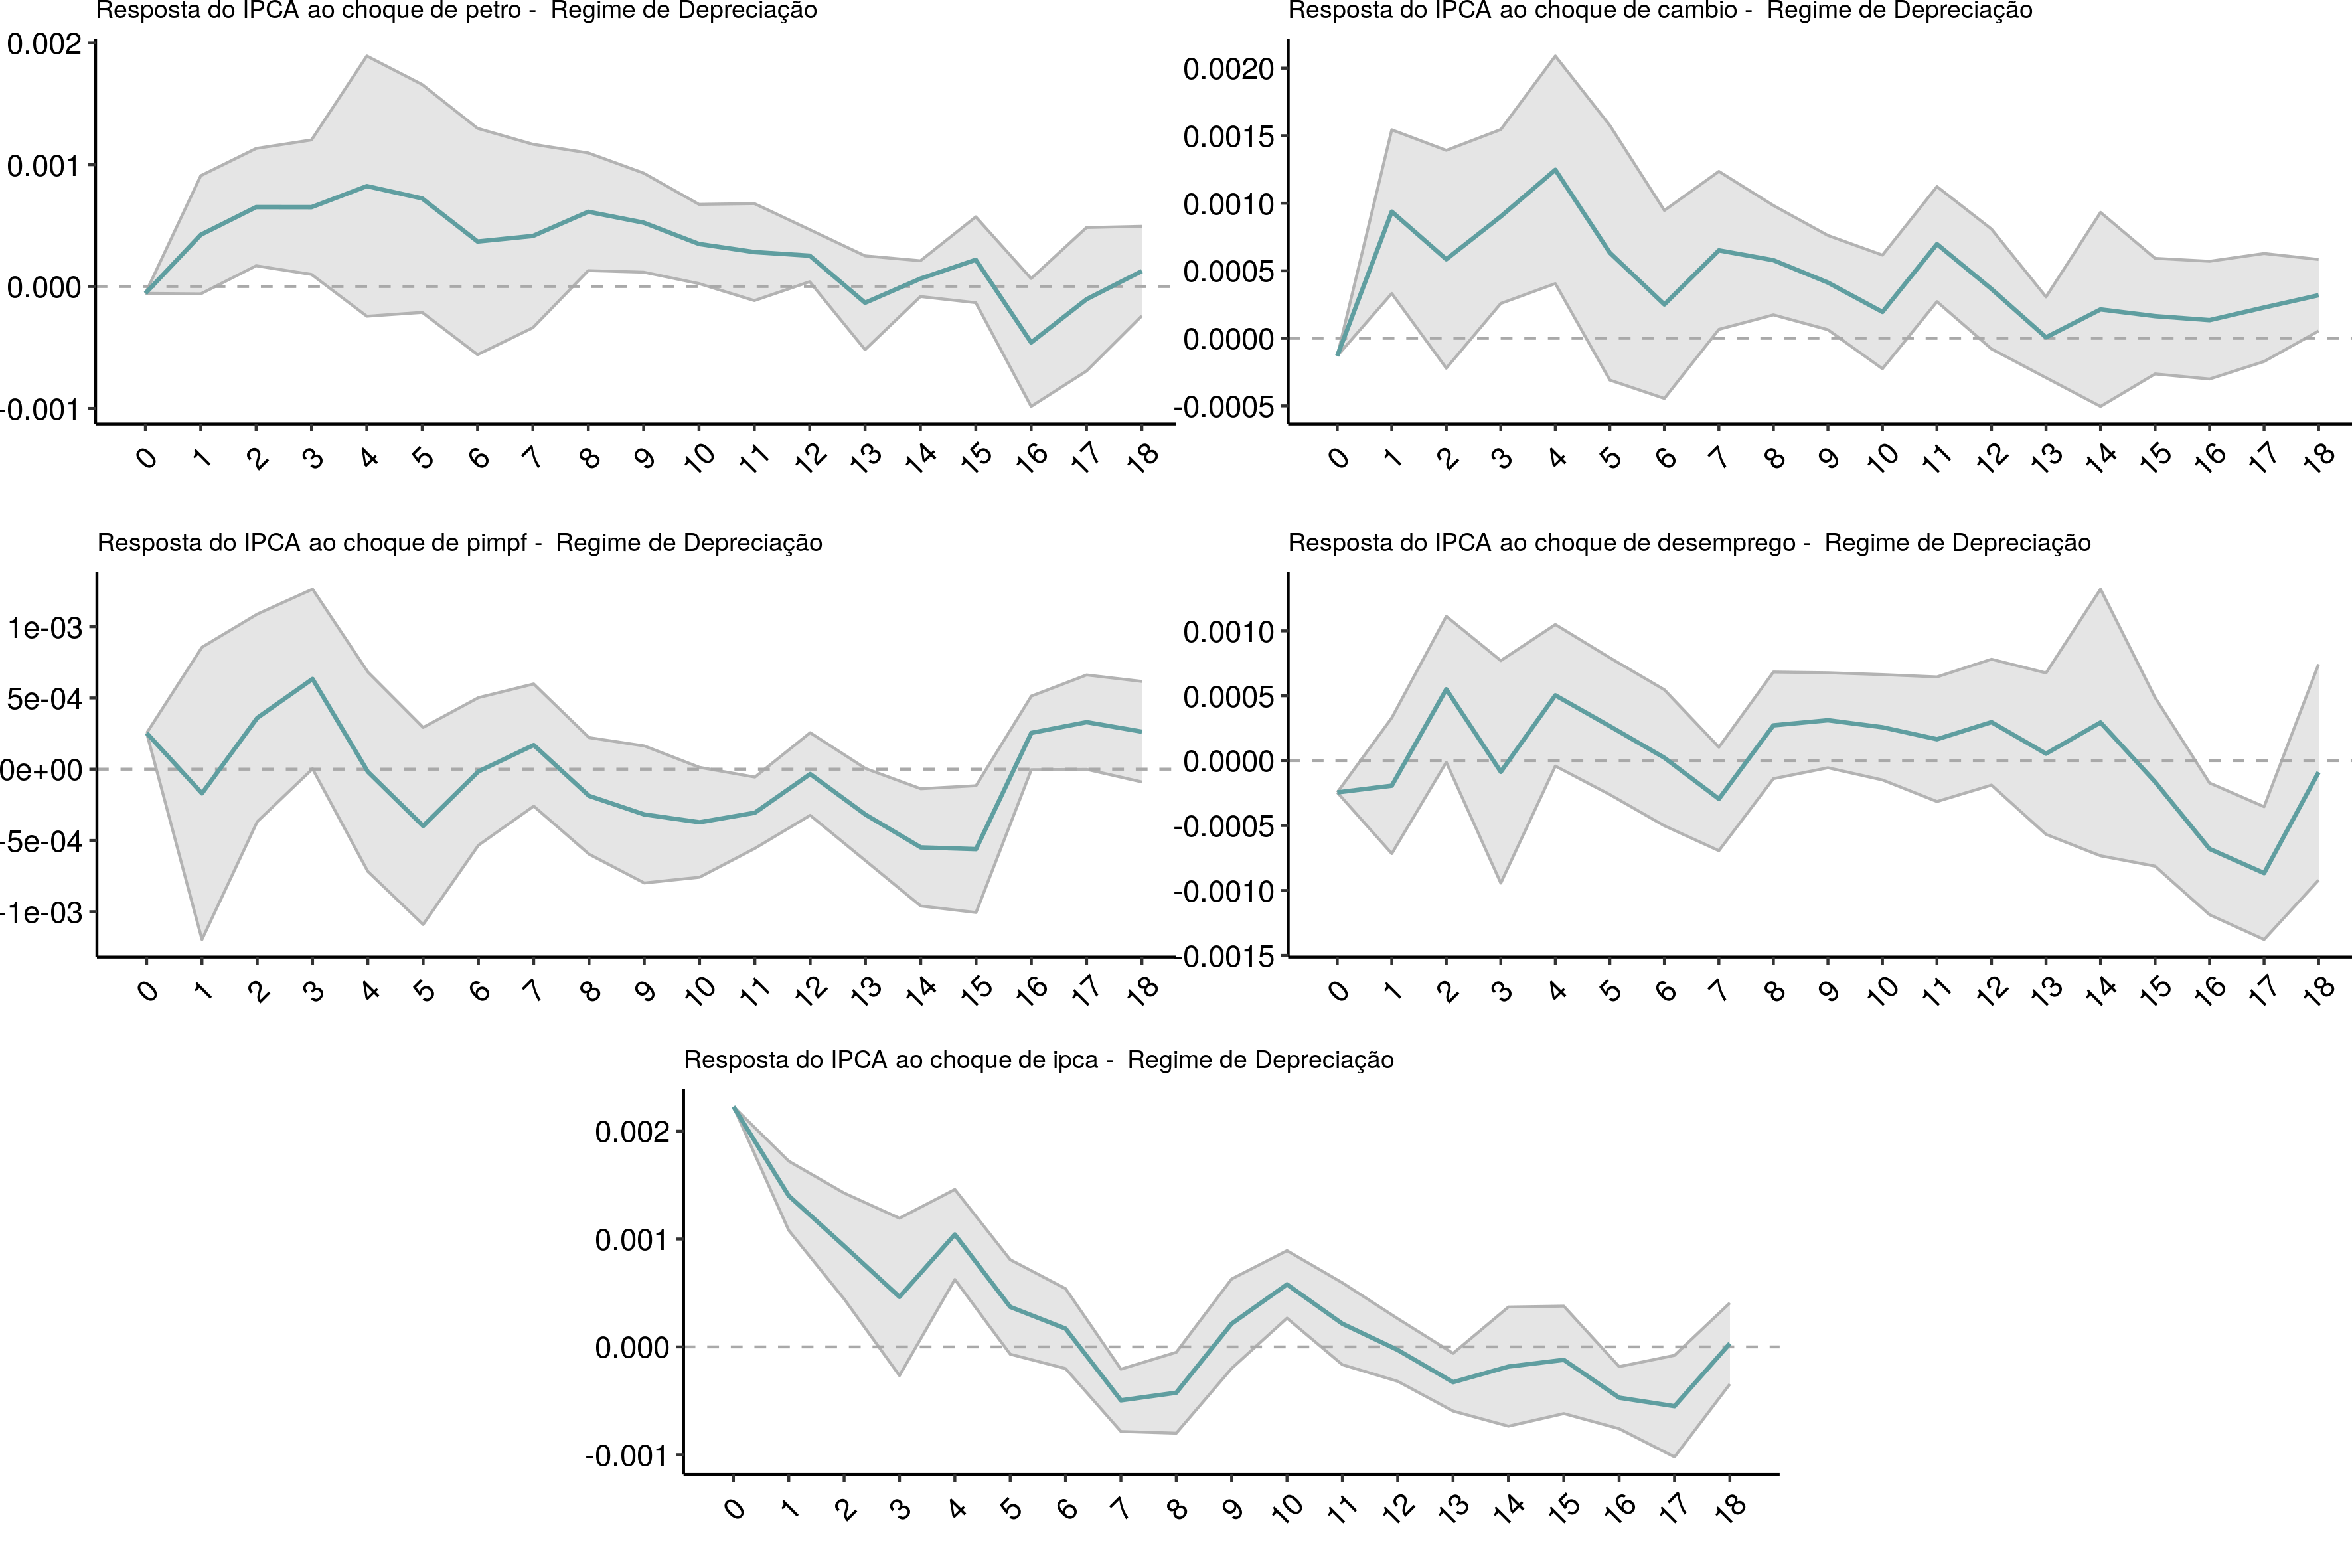 Resposta do IPCA ao choque de petro - Regime de Depreciação
0.002
0.001
0.000
-0.001
0 1 2 3 4 5 6 7 8 9 10 11 12 13 14 15 16 17 18
Resposta do IPCA ao choque de cambio - Regime de Depreciação
0.0020
0.0015
0.0010
0.0005
0.0000
-0.0005
0 1 2 3 4 5 6 7 8 9 10 11 12 13 14 15 16 17 18
Resposta do IPCA ao choque de pimpf - Regime de Depreciação
1e-03
5e-04
0e+00
-5e-04
-1e-03
0 1 2 3 4 5 6 7 8 9 10 11 12 13 14 15 16 17 18
Resposta do IPCA ao choque de desemprego - Regime de Depreciação
0.0010
0.0005
0.0000
-0.0005
-0.0010
-0.0015
0 1 2 3 4 5 6 7 8 9 10 11 12 13 14 15 16 17 18
Resposta do IPCA ao choque de ipca - Regime de Depreciação
0.002
0.001
0.000
-0.001
0 1 2 3 4 5 6 7 8 9 10 11 12 13 14 15 16 17 18